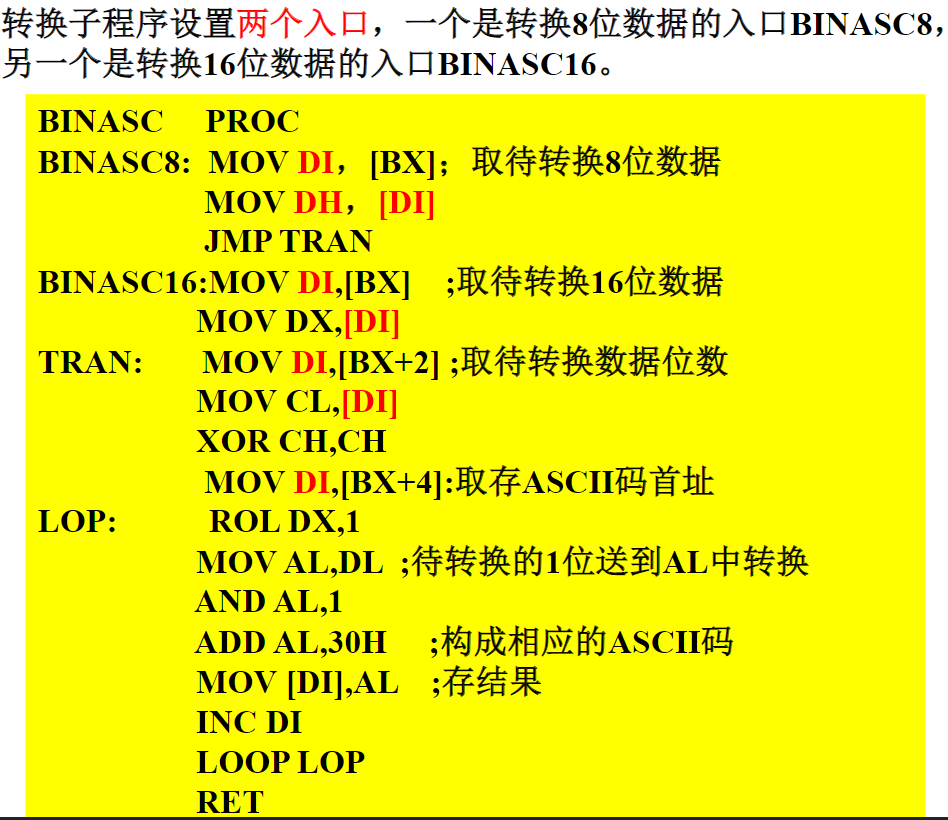 转换子程序设置两个入口， 一个是转换8位数据的入口BINASC8，
另一个是转换16位数据的入口BINASC16。
BINASC PROC
BINASC8: MOV DI，[BX]；取待转换8位数据
MOV DH，[DI]
JMP TRAN
BINASC16:MOV DI,[BX] ;取待转换16位数据
MOV DX,[DI]
TRAN: MOV DI,[BX+2] ;取待转换数据位数
MOV CL,[DI]
XOR CH,CH
MOV DI,[BX+4]:取存ASCII码首址
LOP: ROL DX,1
MOV AL,DL ;待转换的1位送到AL中转换
AND AL,1
ADD AL,30H ;构成相应的ASCII码
MOV [DI],AL ;存结果
INC DI
LOOP LOP
RET